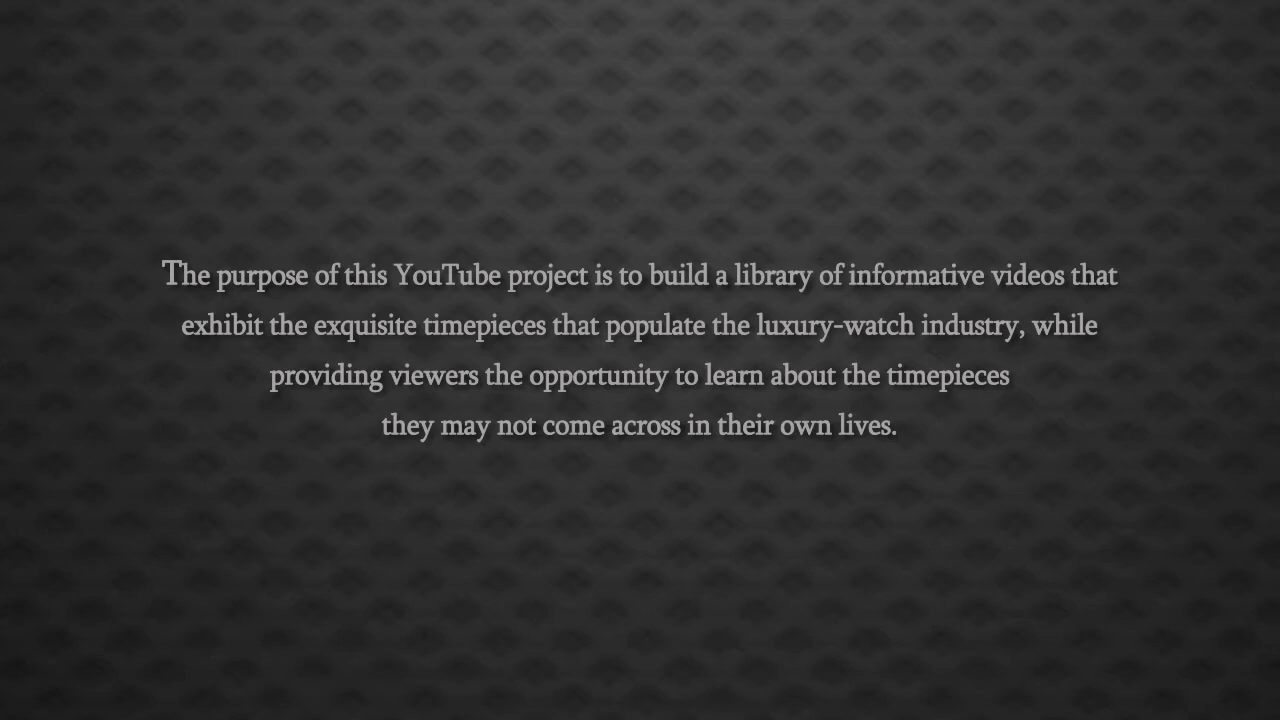 The purpose of this YouTube project is to build a library of informative videos that
exhibit the exquisite timepieces that populate the luxury-watch industry, while
providing viewers the opportunity to learn about the timepieces
they may not come across in their own lives.